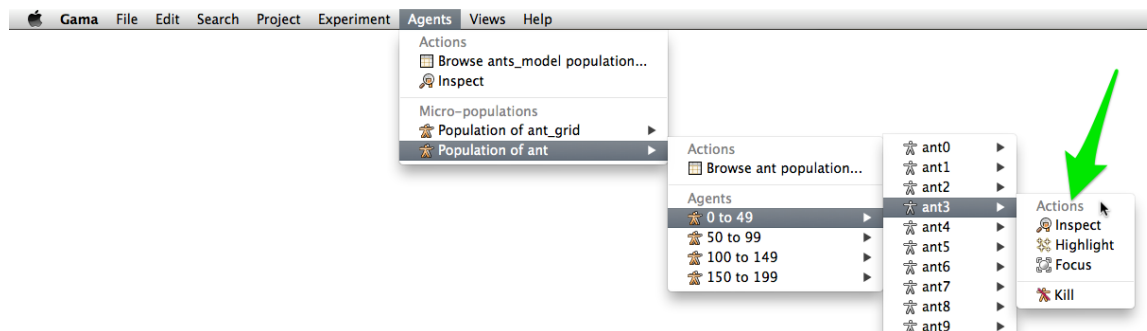 Gama File Edit Search Project Experiment Agents Views Help
Actions
Browse ants_model population...
Inspect
Micro-populations
Population of ant_grid
Population of ant
Actions
Browse ant population...
Agents
0 to 49
50 to 99
100 to 149
150 to 199
ant0
ant1
ant2
ant3
ant4
ant5
ant6
ant7
ant8
ant9
Actions
Inspect
Highlight
Focus
Kill